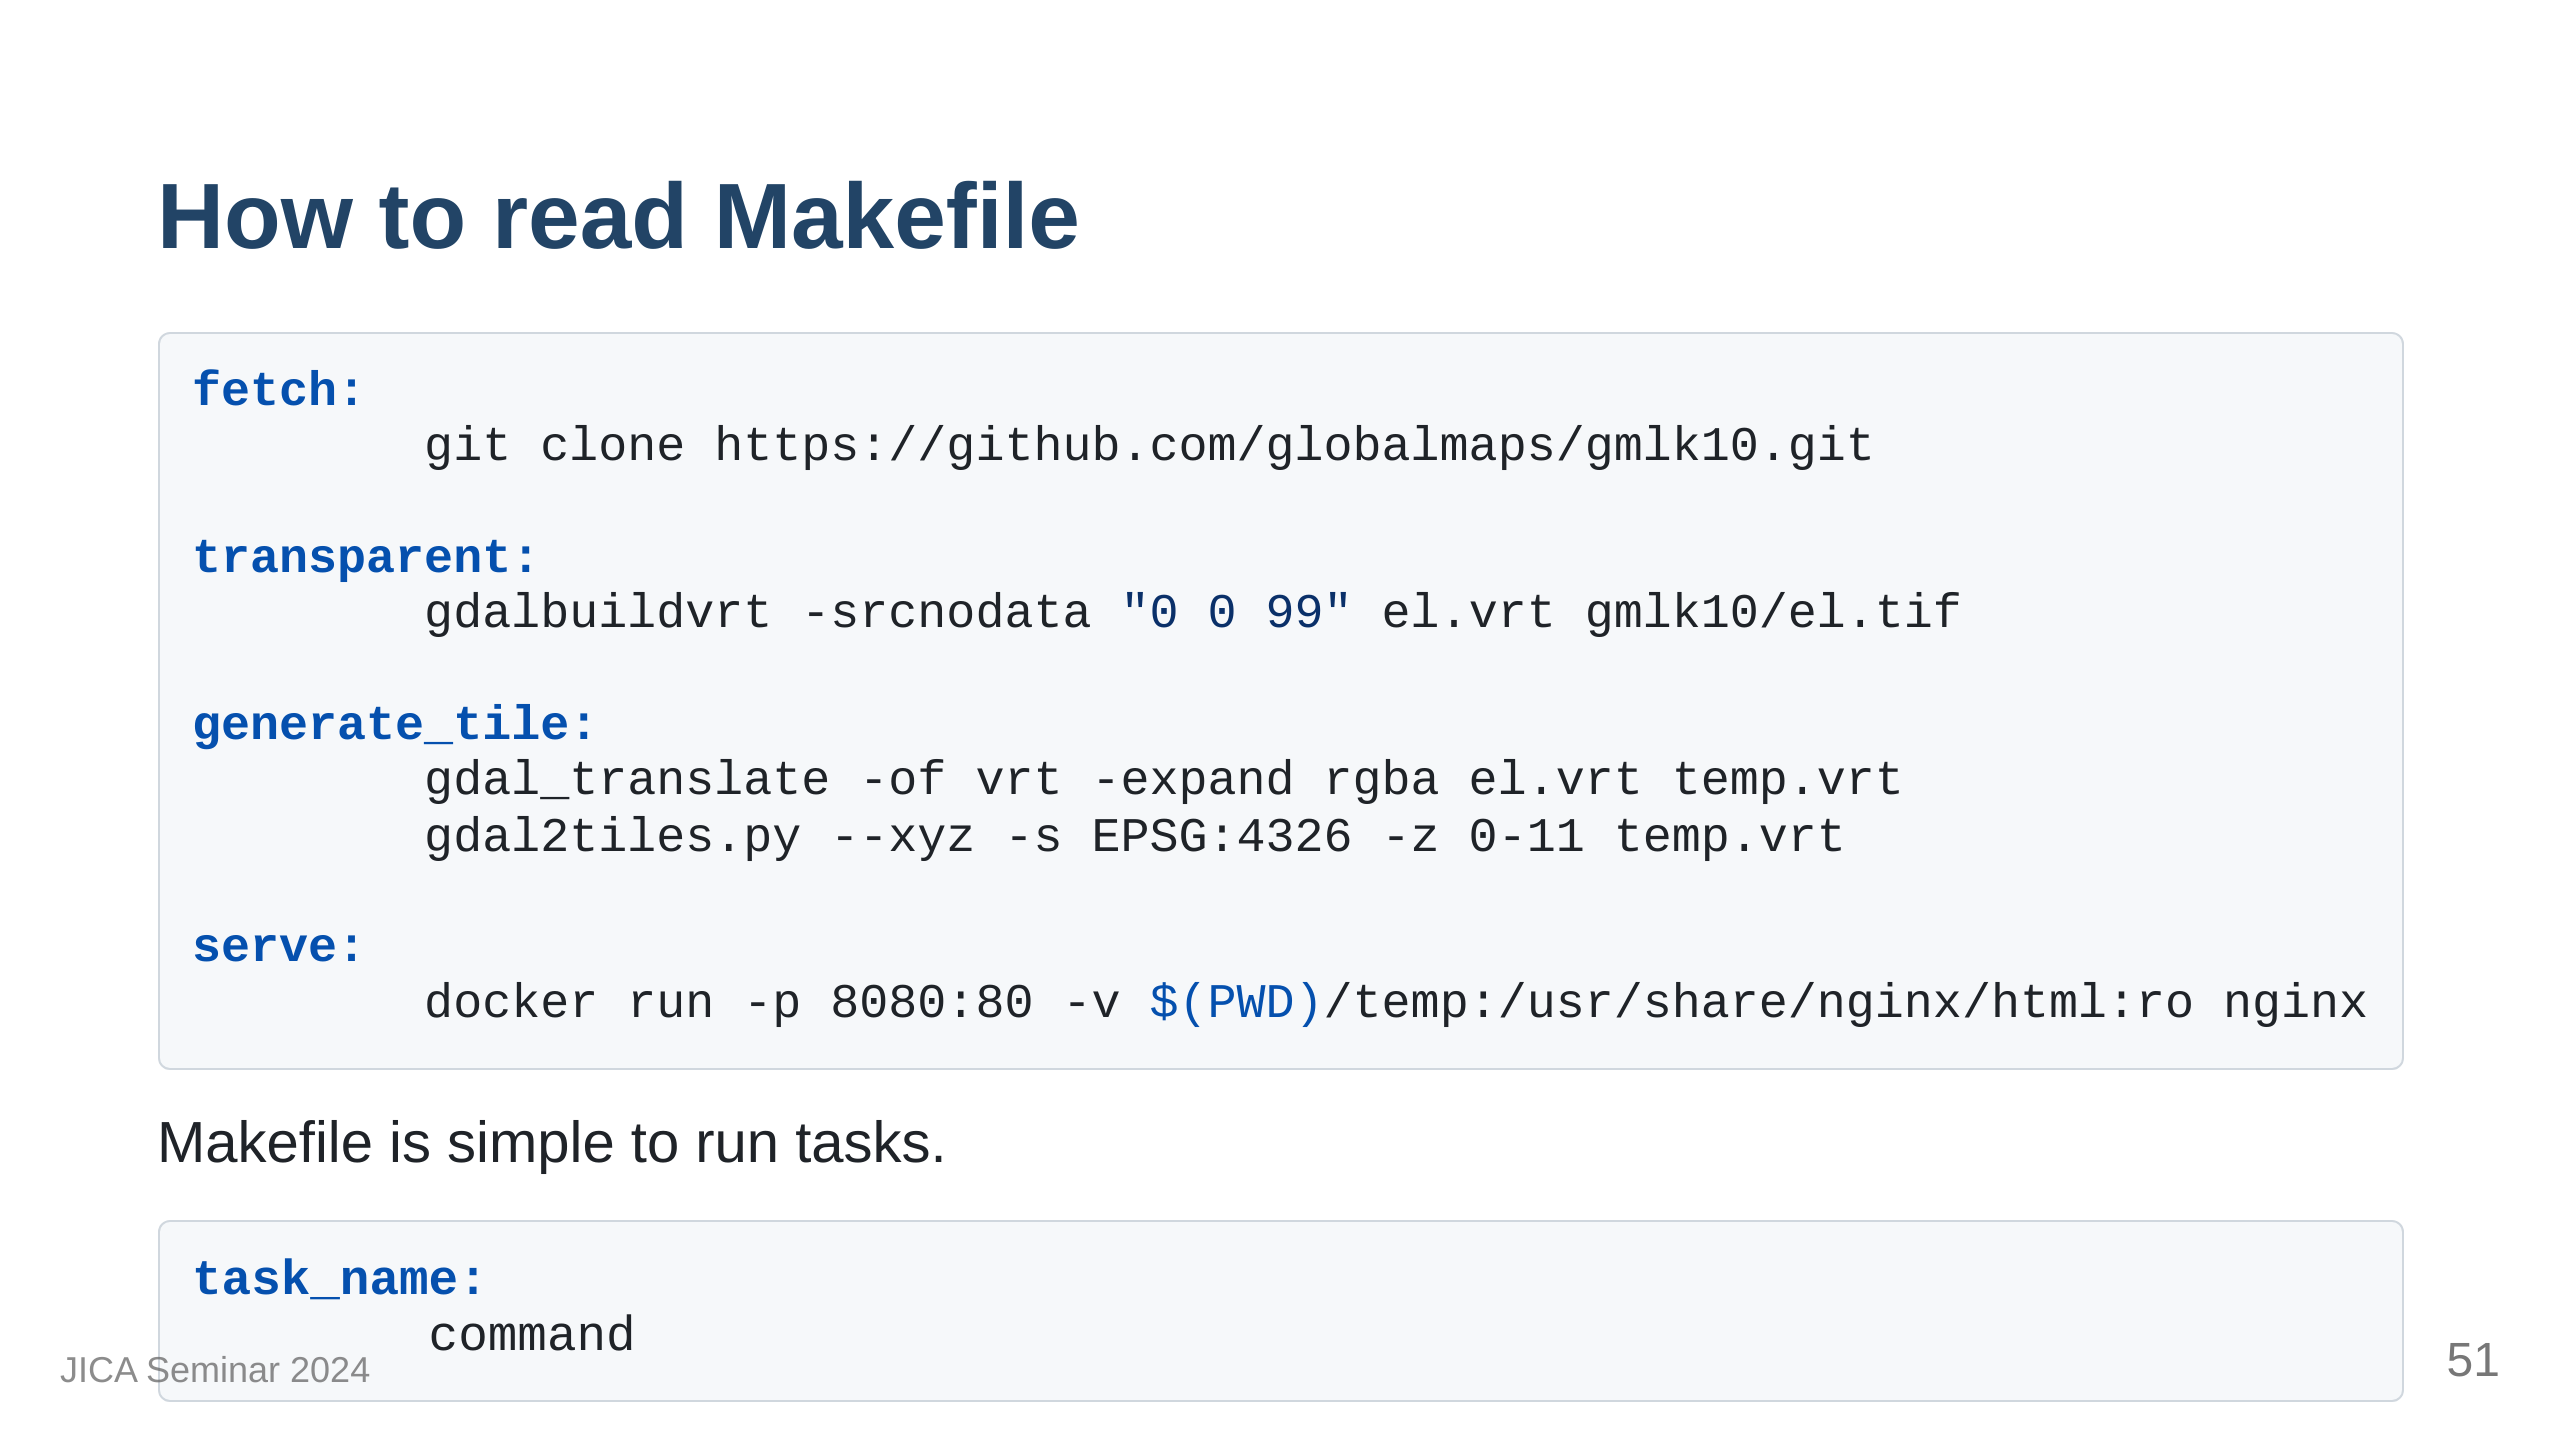 How to read Makefile
fetch:
git clone https://github.com/globalmaps/gmlk10.git
transparent:
gdalbuildvrt -srcnodata "0 0 99" el.vrt gmlk10/el.tif
generate_tile:
gdal_translate -of vrt -expand rgba el.vrt temp.vrt
gdal2tiles.py --xyz -s EPSG:4326 -z 0-11 temp.vrt
serve:
docker run -p 8080:80 -v $(PWD)/temp:/usr/share/nginx/html:ro nginx
Makefile is simple to run tasks.
task_name:
command
JICA Seminar 2024
51